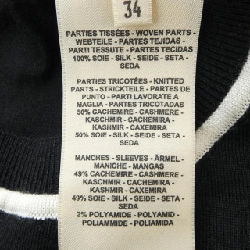 34
PARTIES TISSÉES - WOVEN PARTS
WEBTEILE - PARTES TEJIDAS -
PARTI TESSUTE - PARTES TECIDAS
100% SOIE - SILK - SEIDE - SETA -
SEDA
PARTIES TRICOTÉES - KNITTED
PARTS - STRICKTEILE - PARTES DE
PUNTO - PARTI LAVORATE A
MAGLIA - PARTES TRICOTADAS
50% CACHEMIRE - CASHMERE -
KASCHMIR - CACHEMIRA -
KASHMIR - CAXEMIRA
50% SOIE - SILK - SEIDE - SETA -
SEDA
MANCHES - SLEEVES - ÄRMEL -
MANICHE - MANGAS
49% CACHEMIRE - CASHMERE -
KASCHMIR - CACHEMIRA -
KASHMIR - CAXEMIRA
49% SOIE - SILK - SEIDE - SETA -
SEDA
2% POLYAMIDE - POLYAMID -
POLIAMMIDE - POLIAMIDA